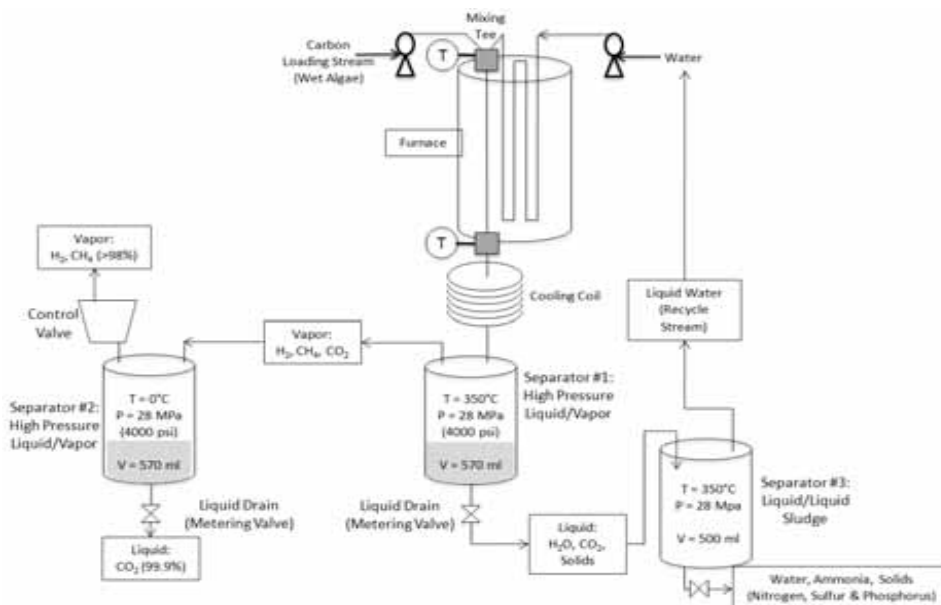 Mixing
Tee
Carbon
Loading Stream
(Wet Algae)
T
Water
Furnace
T
Vapor:
H₂, CH₄ (>98%)
Control
Valve
Cooling Coil
Liquid Water
(Recycle
Stream)
Vapor:
H₂, CH₄, CO₂
Separator #2:
High Pressure
Liquid/Vapor
T = 0°C
P = 28 MPa
(4000 psi)
V = 570 ml
T = 350°C
P = 28 MPa
(4000 psi)
V = 570 ml
Separator #1:
High Pressure
Liquid/Vapor
T = 350°C
P = 28 Mpa
V = 500 ml
Separator #3:
Liquid/Liquid
Sludge
Liquid Drain
(Metering Valve)
Liquid Drain
(Metering Valve)
Liquid:
H₂O, CO₂,
Solids
Liquid:
CO₂ (99.9%)
Water, Ammonia, Solids
(Nitrogen, Sulfur & Phosphorus)